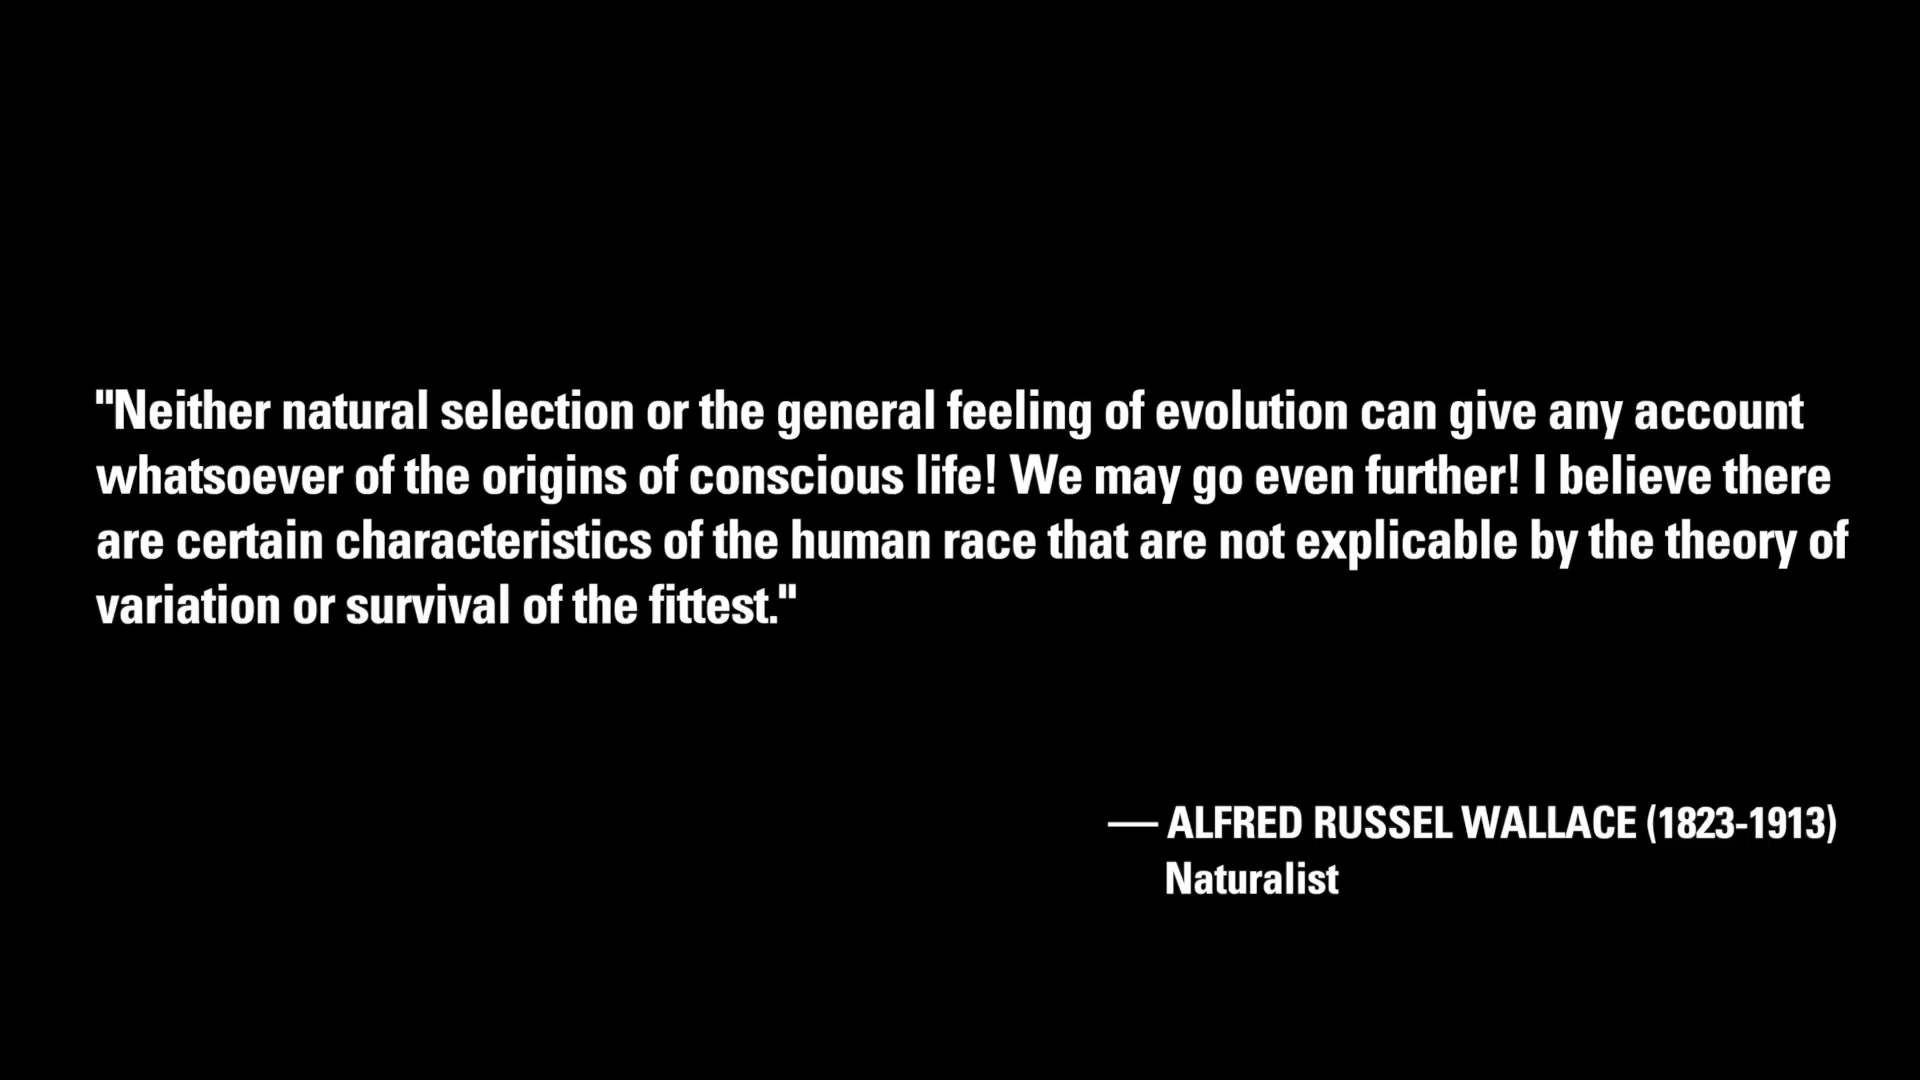 "Neither natural selection or the general feeling of evolution can give any account
whatsoever of the origins of conscious life! We may go even further! I believe there
are certain characteristics of the human race that are not explicable by the theory of
variation or survival of the fittest."
— ALFRED RUSSEL WALLACE (1823-1913)
Naturalist